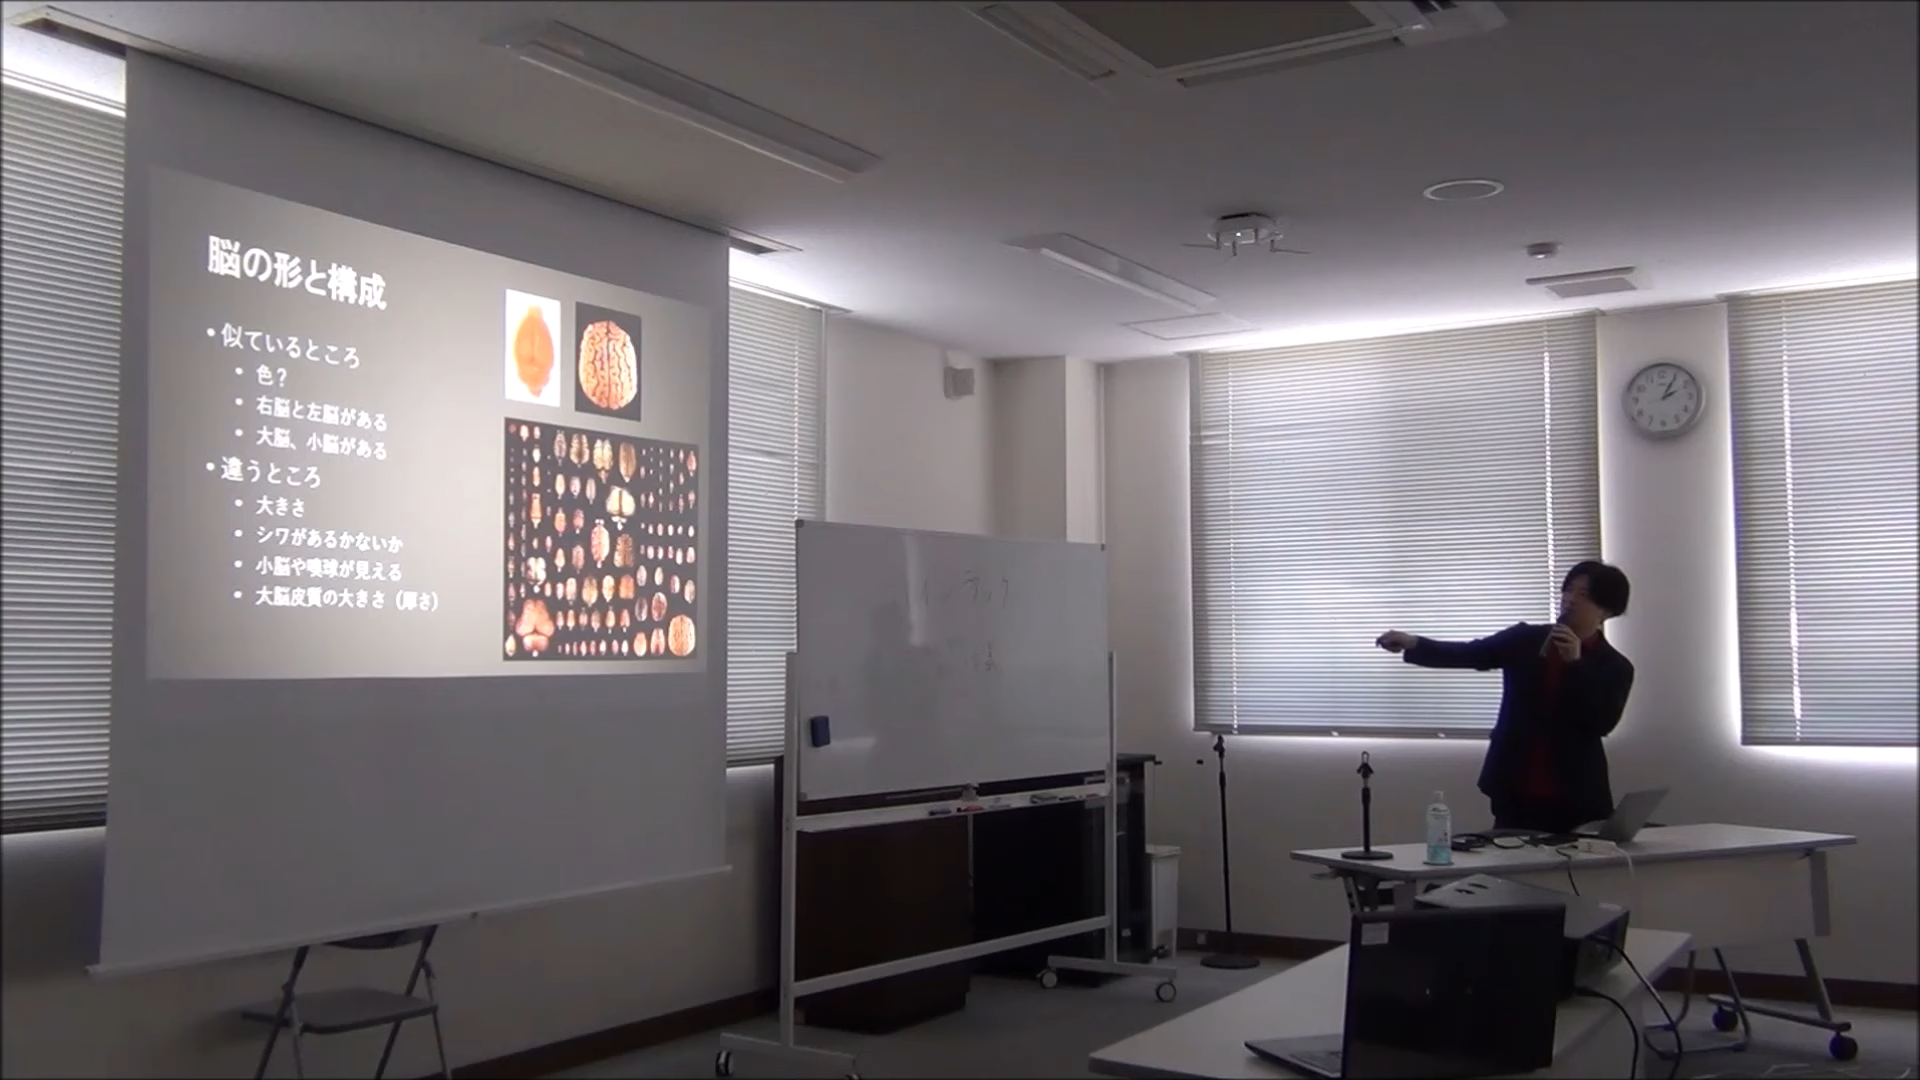 脳の形と構成
• 似ているところ
• 色？
• 右脳と左脳がある
• 大脳、小脳がある
• 違うところ
• 大きさ
• シワがあるかないか
• 小脳や嗅球が見える
• 大脳皮質の大きさ（厚さ）